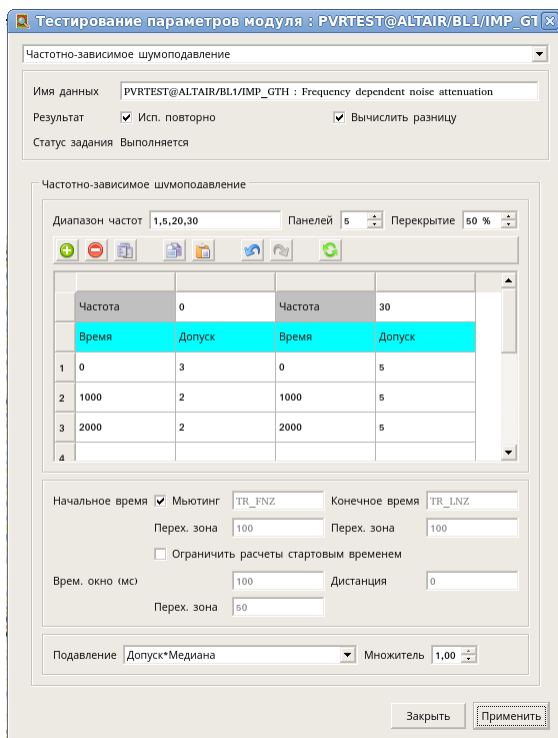 Тестирование параметров модуля : PVRTEST@ALTAIR/BL1/IMP_GT
Частотно-зависимое шумоподавление
Имя данных PVRTEST@ALTAIR/BL1/IMP_GTH : Frequency dependent noise attenuation
Результат Исп. повторно Вычислить разницу
Статус задания Выполняется
Частотно-зависимое шумоподавление
Диапазон частот 1,5,20,30 Панелей 5 Перекрытие 50 %
Частота 0 Частота 30
Время Допуск Время Допуск
1 0 3 0 5
2 1000 2 1000 5
3 2000 2 2000 5
4
Начальное время Мьютинг TR_FNZ Конечное время TR_LNZ
Перех. зона 100 Перех. зона 100
Ограничить расчеты стартовым временем
Врем. окно (мс) 100 Дистанция 0
Перех. зона 50
Подавление Допуск*Медиана Множитель 1,00
Закрыть Применить